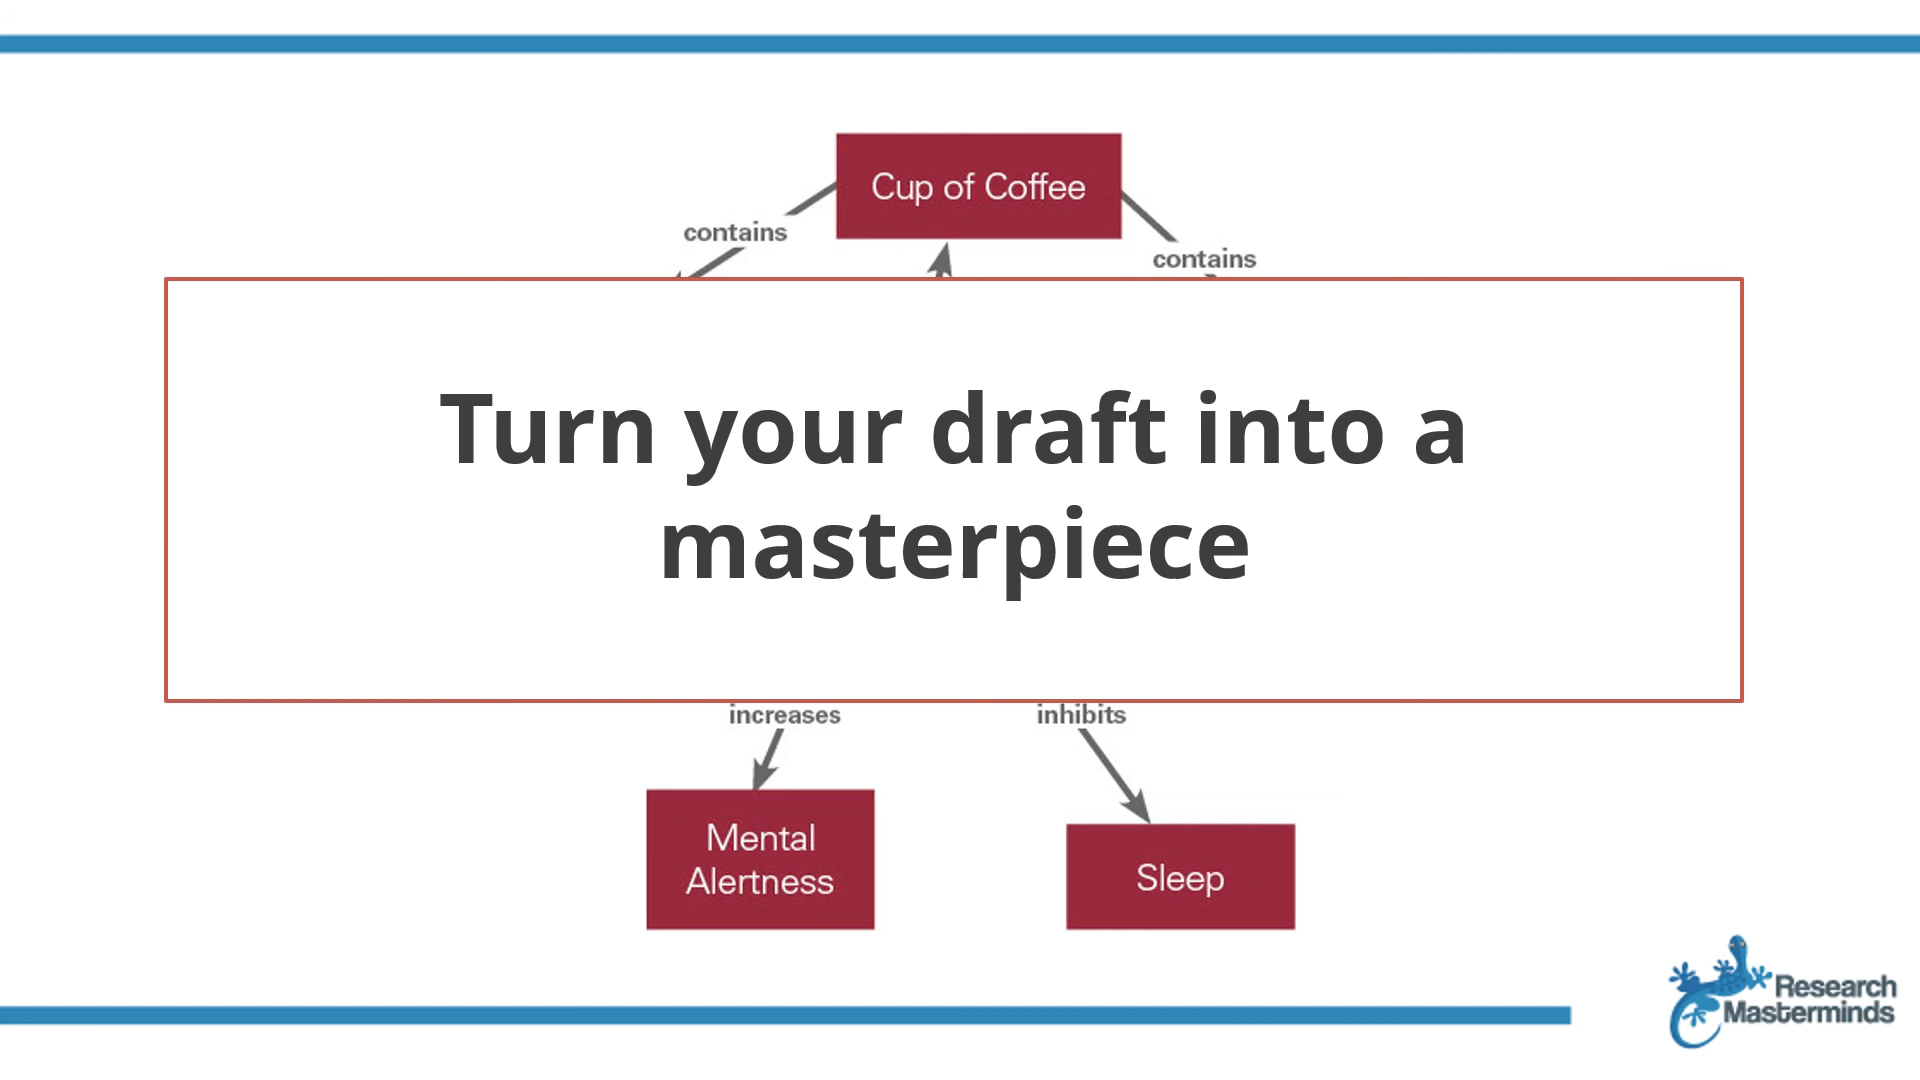 Cup of Coffee
contains
contains
Turn your draft into a
masterpiece
increases
inhibits
Mental
Alertness
Sleep
Research
Masterminds